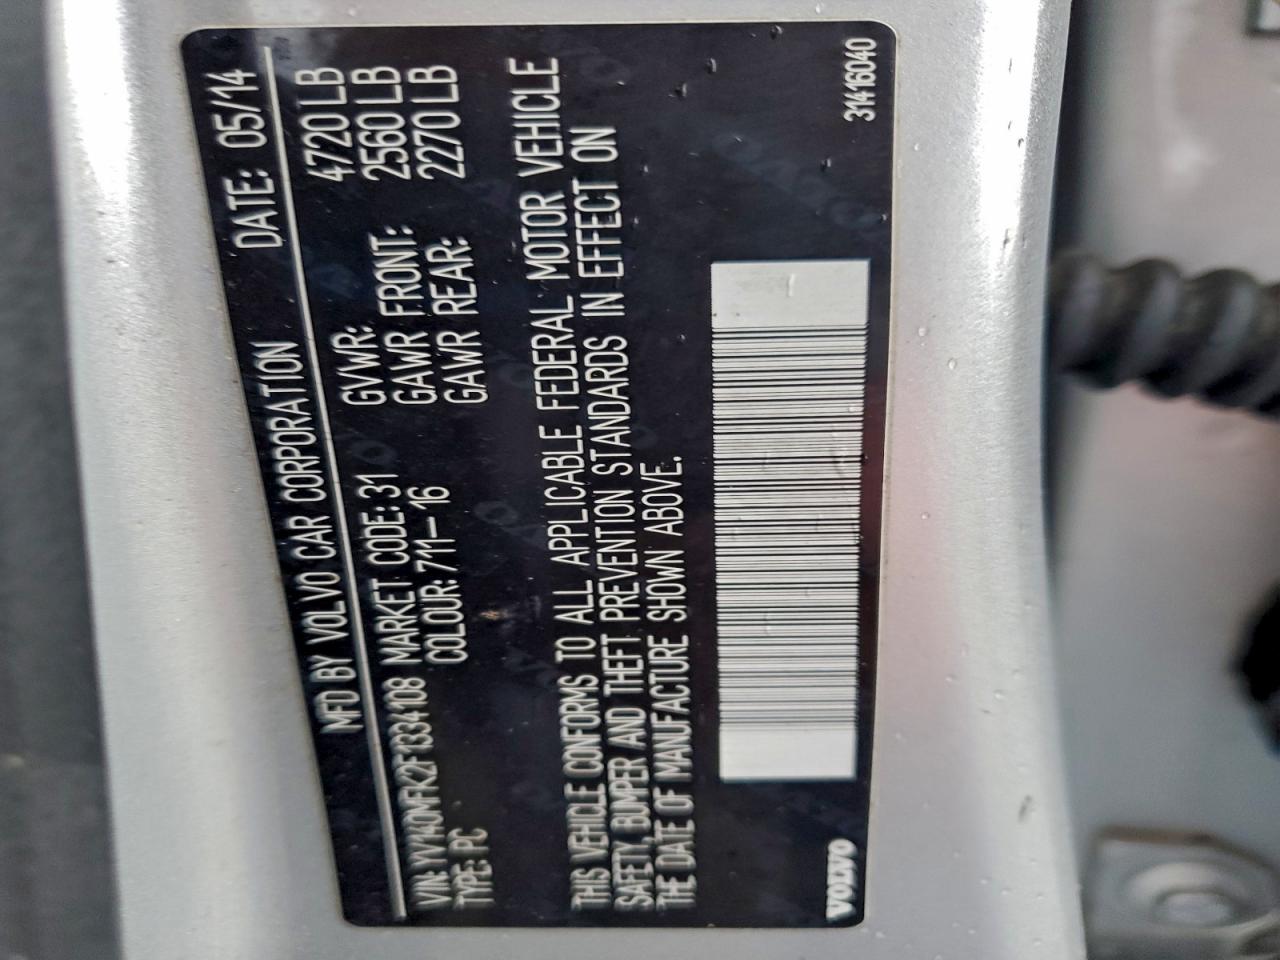 MFD BY VOLVO CAR CORPORATION DATE: 05/14
VIN: YV140MFK2F1334108 MARKET CODE: 31 GVWR: 4720 LB
TYPE: PC COLOUR: 711-16 GAWR FRONT: 2560 LB
GAWR REAR: 2270 LB
THIS VEHICLE CONFORMS TO ALL APPLICABLE FEDERAL MOTOR VEHICLE
SAFETY, BUMPER AND THEFT PREVENTION STANDARDS IN EFFECT ON
THE DATE OF MANUFACTURE SHOWN ABOVE.
VOLVO 31416040